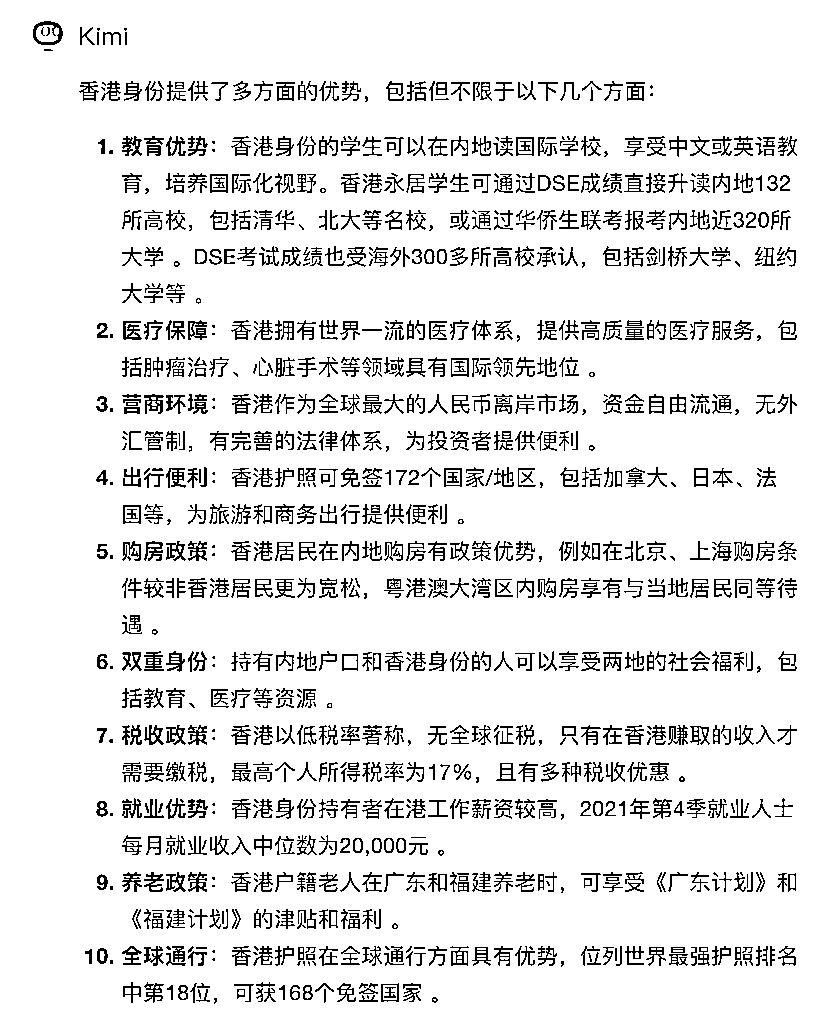 Kimi
香港身份提供了多方面的优势，包括但不限于以下几个方面：
1. 教育优势：香港身份的学生可以在内地读国际学校，享受中文或英语教
育，培养国际化视野。香港永居学生可通过DSE成绩直接升读内地132
所高校，包括清华、北大等名校，或通过华侨生联考报考内地近320所
大学 。DSE考试成绩也受海外300多所高校承认，包括剑桥大学、纽约
大学等 。
2. 医疗保障：香港拥有世界一流的医疗体系，提供高质量的医疗服务，包
括肿瘤治疗、心脏手术等领域具有国际领先地位 。
3. 营商环境：香港作为全球最大的人民币离岸市场，资金自由流通，无外
汇管制，有完善的法律体系，为投资者提供便利 。
4. 出行便利：香港护照可免签172个国家/地区，包括加拿大、日本、法
国等，为旅游和商务出行提供便利 。
5. 购房政策：香港居民在内地购房有政策优势，例如在北京、上海购房条
件较非香港居民更为宽松，粤港澳大湾区内购房享有与当地居民同等待
遇 。
6. 双重身份：持有内地户口和香港身份的人可以享受两地的社会福利，包
括教育、医疗等资源 。
7. 税收政策：香港以低税率著称，无全球征税，只有在香港赚取的收入才
需要缴税，最高个人所得税率为17%，且有多种税收优惠 。
8. 就业优势：香港身份持有者在港工作薪资较高，2021年第4季就业人士
每月就业收入中位数为20,000元 。
9. 养老政策：香港户籍老人在广东和福建养老时，可享受《广东计划》和
《福建计划》的津贴和福利 。
10. 全球通行：香港护照在全球通行方面具有优势，位列世界最强护照排名
中第18位，可获168个免签国家 。